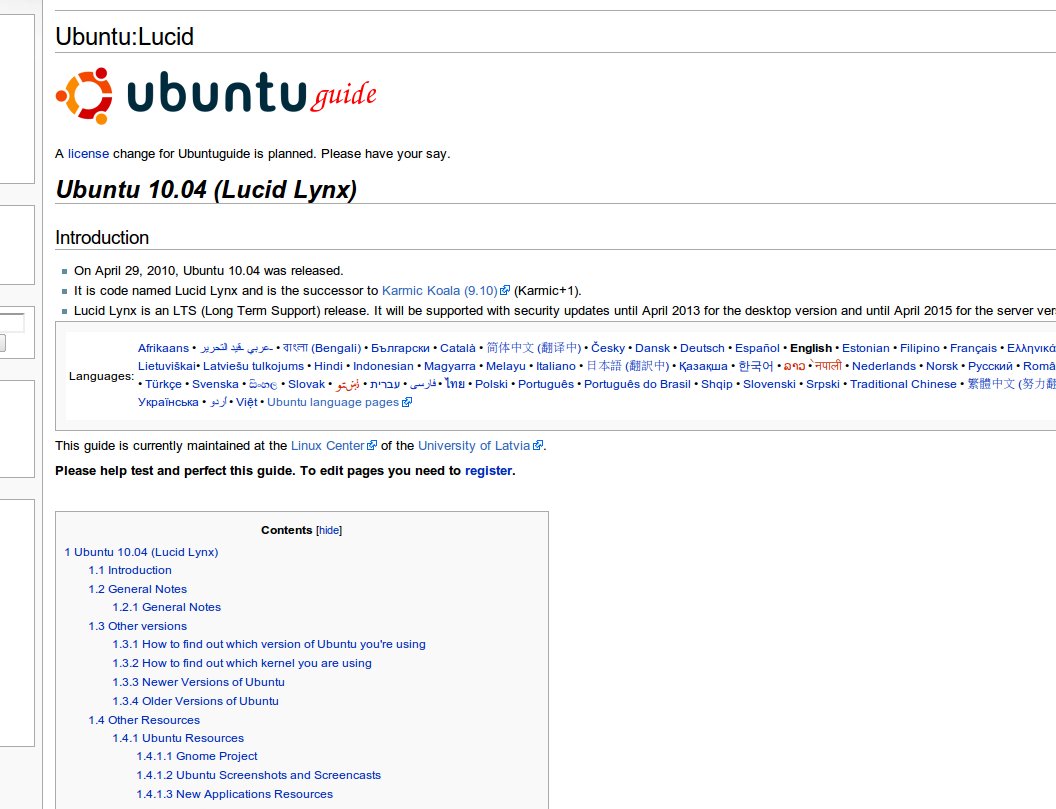 Ubuntu:Lucid
ubuntu guide
A license change for Ubuntuguide is planned. Please have your say.
Ubuntu 10.04 (Lucid Lynx)
Introduction
On April 29, 2010, Ubuntu 10.04 was released.
It is code named Lucid Lynx and is the successor to Karmic Koala (9.10) (Karmic+1).
Lucid Lynx is an LTS (Long Term Support) release. It will be supported with security updates until April 2013 for the desktop version and until April 2015 for the server
Afrikaans • عربي -قيد التحرير- • বাংলা (Bengali) • Български • Català • 简体中文 (翻译中) • Česky • Dansk • Deutsch • Español • English • Estonian • Filipino • Français •
Languages: Lietuviškai • Latviešu tulkojums • Hindi • Indonesian • Magyarra • Melayu • Italiano • 日本語 (翻訳中) • Қазақша • 한국어 • ລາວ • नेपाली • Nederlands • Norsk • Русский •
• Türkçe • Svenska • සිංහල • Slovak • پښتو • עברית • فارسی • ไทย • Polski • Português • Português do Brasil • Shqip • Slovenski • Srpski • Traditional Chinese • 繁體中文
Українська • اُردو • Việt • Ubuntu language pages
This guide is currently maintained at the Linux Center of the University of Latvia.
Please help test and perfect this guide. To edit pages you need to register.
Contents [hide]
1 Ubuntu 10.04 (Lucid Lynx)
1.1 Introduction
1.2 General Notes
1.2.1 General Notes
1.3 Other versions
1.3.1 How to find out which version of Ubuntu you're using
1.3.2 How to find out which kernel you are using
1.3.3 Newer Versions of Ubuntu
1.3.4 Older Versions of Ubuntu
1.4 Other Resources
1.4.1 Ubuntu Resources
1.4.1.1 Gnome Project
1.4.1.2 Ubuntu Screenshots and Screencasts
1.4.1.3 New Applications Resources